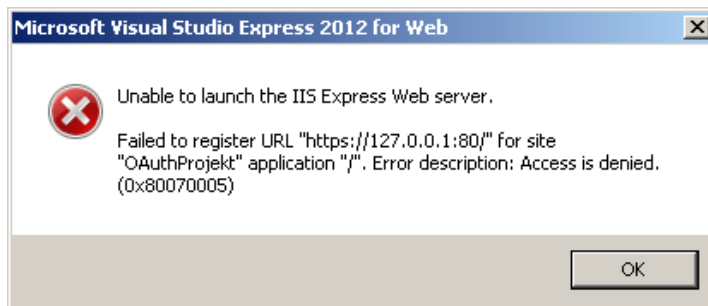 Microsoft Visual Studio Express 2012 for Web
Unable to launch the IIS Express Web server.
Failed to register URL "https://127.0.0.1:80/" for site
"OAuthProjekt" application "/". Error description: Access is denied.
(0x80070005)
OK